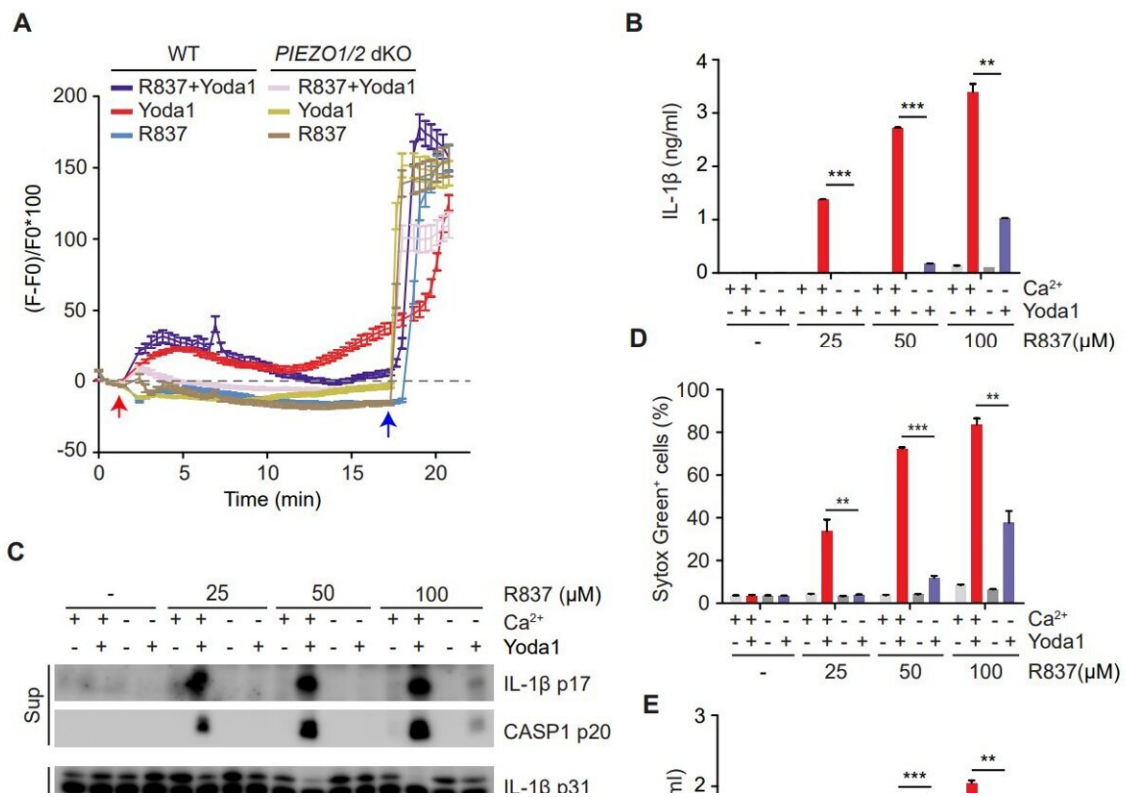 A
WT PIEZO1/2 dKO
R837+Yoda1 R837+Yoda1
Yoda1 Yoda1
R837 R837
(F-F0)/F0*100
200
150
100
50
0
-50
0 5 10 15 20
Time (min)
B
IL-1β (ng/ml)
4
3
2
1
0
*** *** **
+ + - - + + - - + + - - + + - - Ca²⁺
- + - + - + - + - + - + - + - + Yoda1
- 25 50 100 R837(μM)
C
- 25 50 100 R837 (μM)
+ + - - + + - - + + - - + + - - Ca²⁺
- + - + - + - + - + - + - + - + Yoda1
Sup
IL-1β p17
CASP1 p20
IL-1β p31
D
Sytox Green⁺ cells (%)
100
80
60
40
20
0
** *** **
+ + - - + + - - + + - - + + - - Ca²⁺
- + - + - + - + - + - + - + - + Yoda1
- 25 50 100 R837(μM)
E
3
2
*** **
ml)